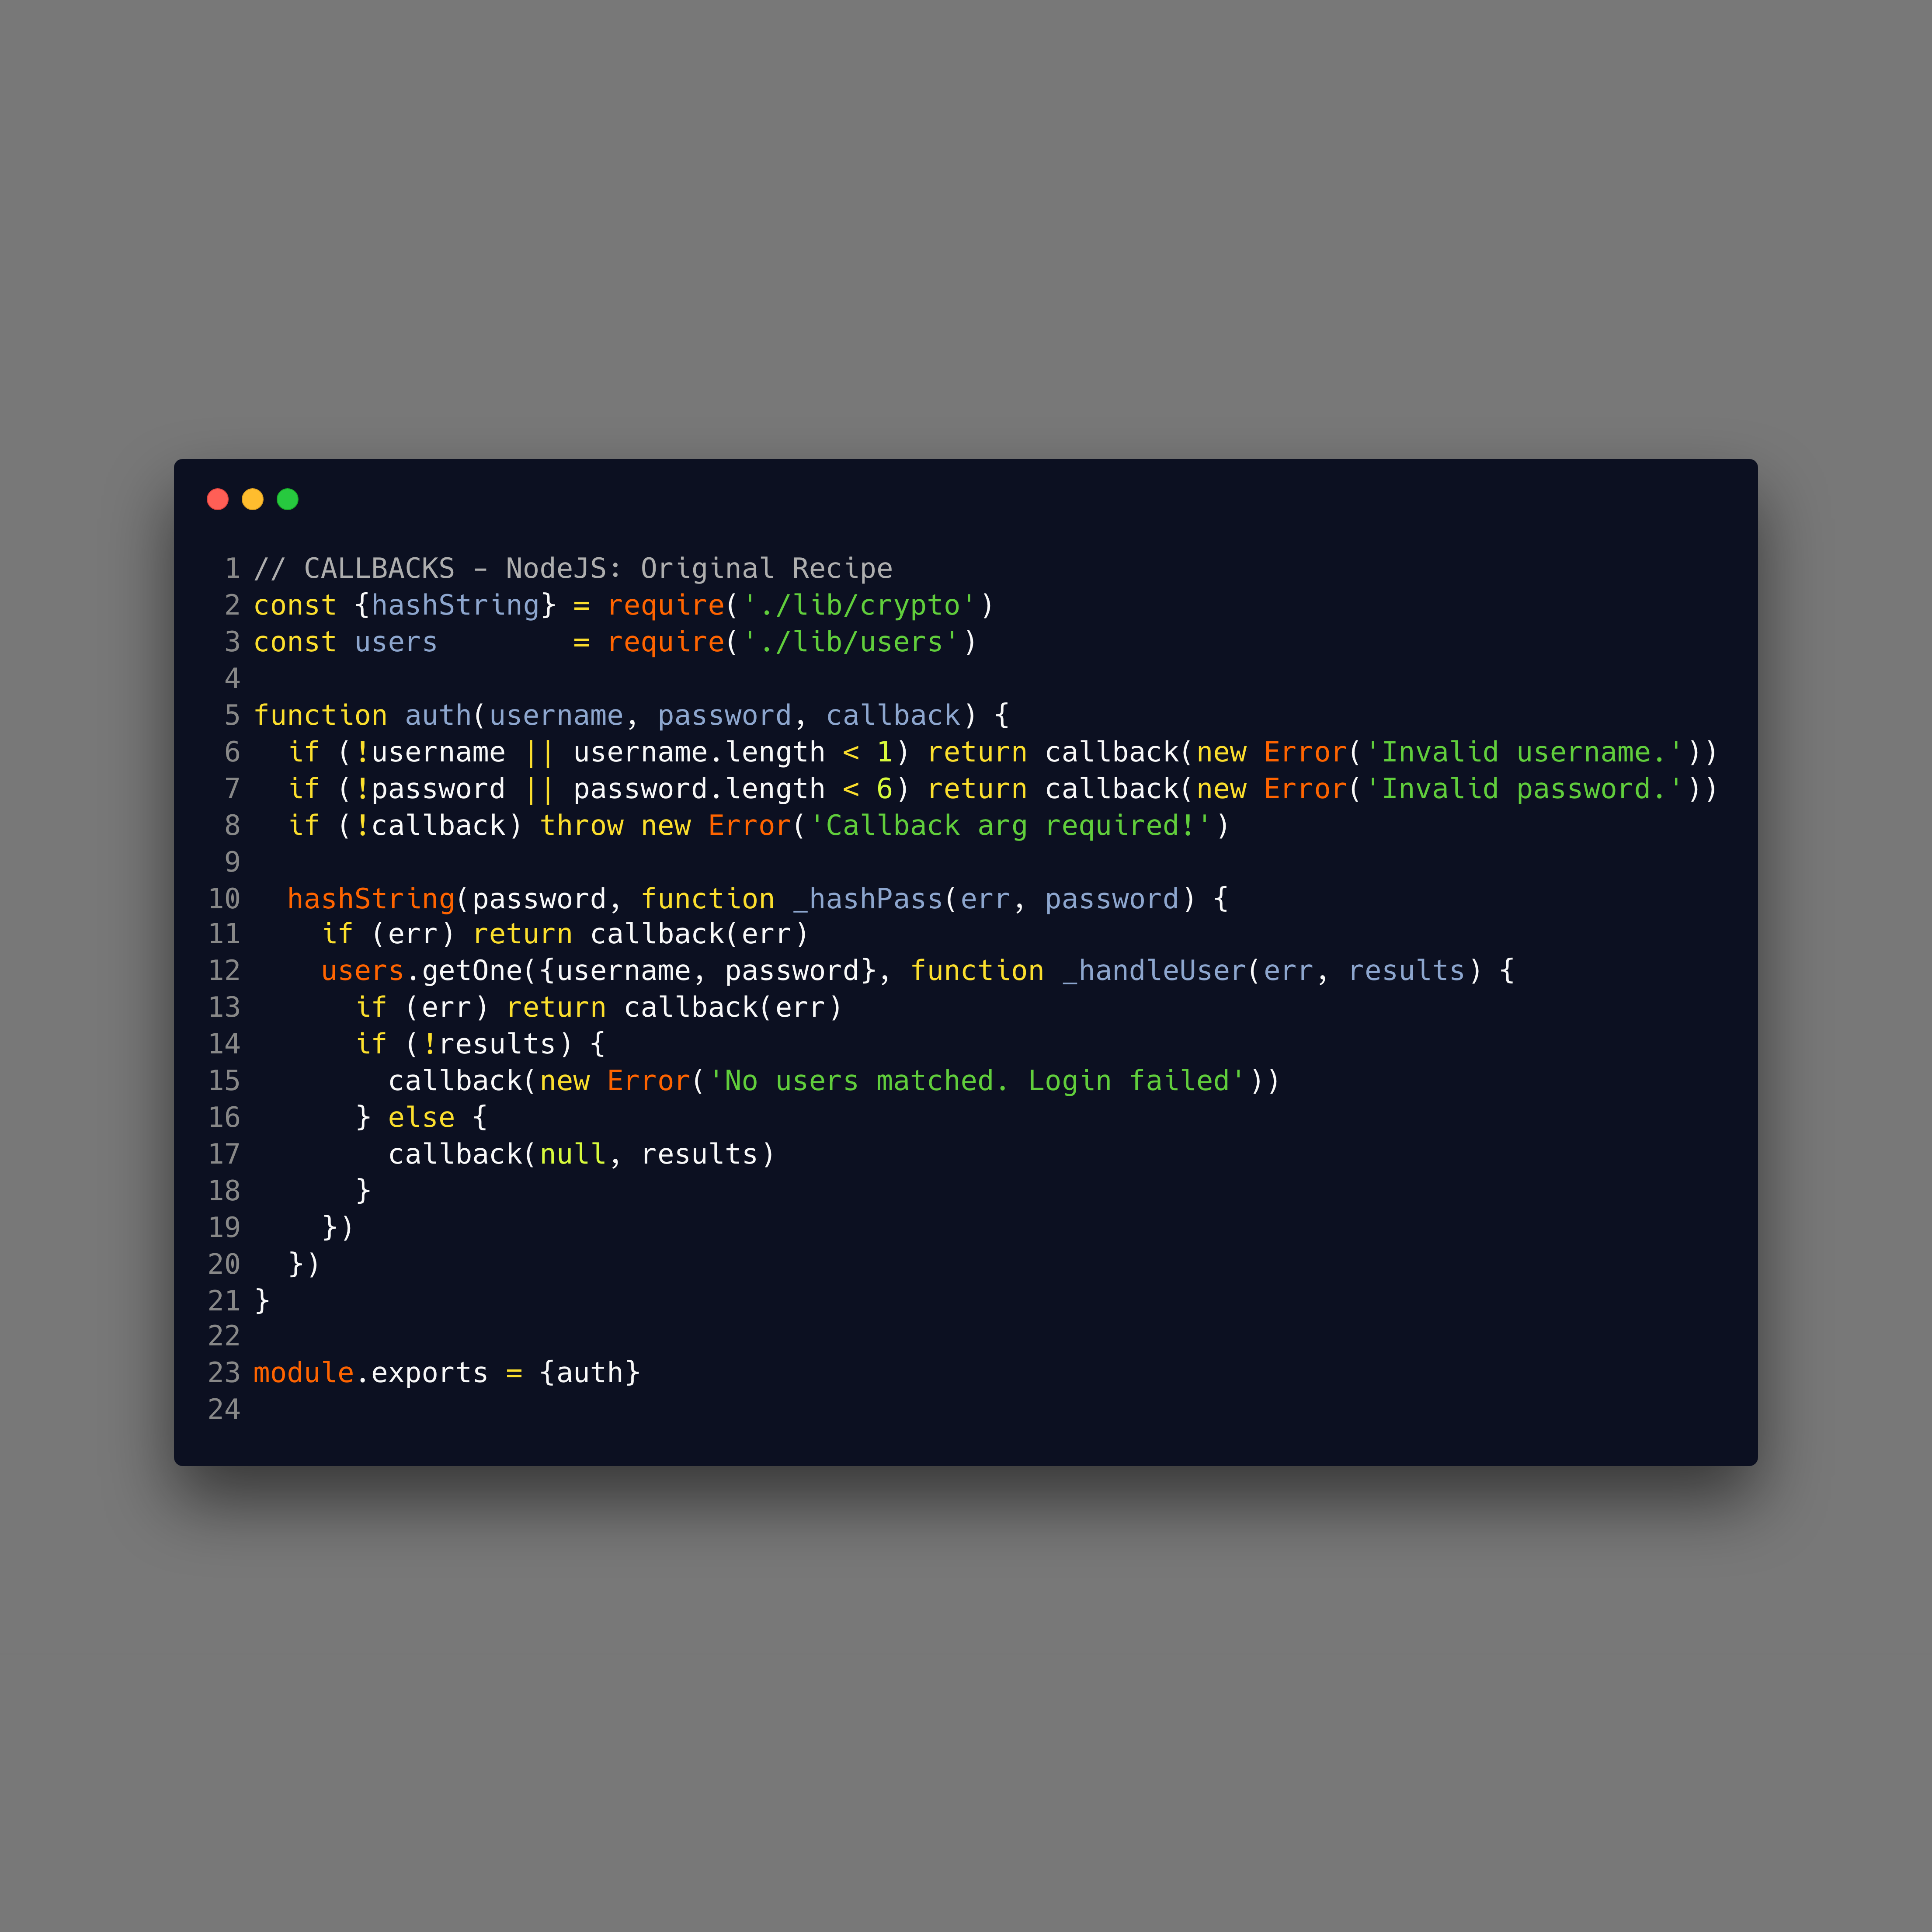 1 // CALLBACKS - NodeJS: Original Recipe
2 const {hashString} = require('./lib/crypto')
3 const users        = require('./lib/users')
4
5 function auth(username, password, callback) {
6   if (!username || username.length < 1) return callback(new Error('Invalid username.'))
7   if (!password || password.length < 6) return callback(new Error('Invalid password.'))
8   if (!callback) throw new Error('Callback arg required!')
9
10   hashString(password, function _hashPass(err, password) {
11     if (err) return callback(err)
12     users.getOne({username, password}, function _handleUser(err, results) {
13       if (err) return callback(err)
14       if (!results) {
15         callback(new Error('No users matched. Login failed'))
16       } else {
17         callback(null, results)
18       }
19     })
20   })
21 }
22
23 module.exports = {auth}
24